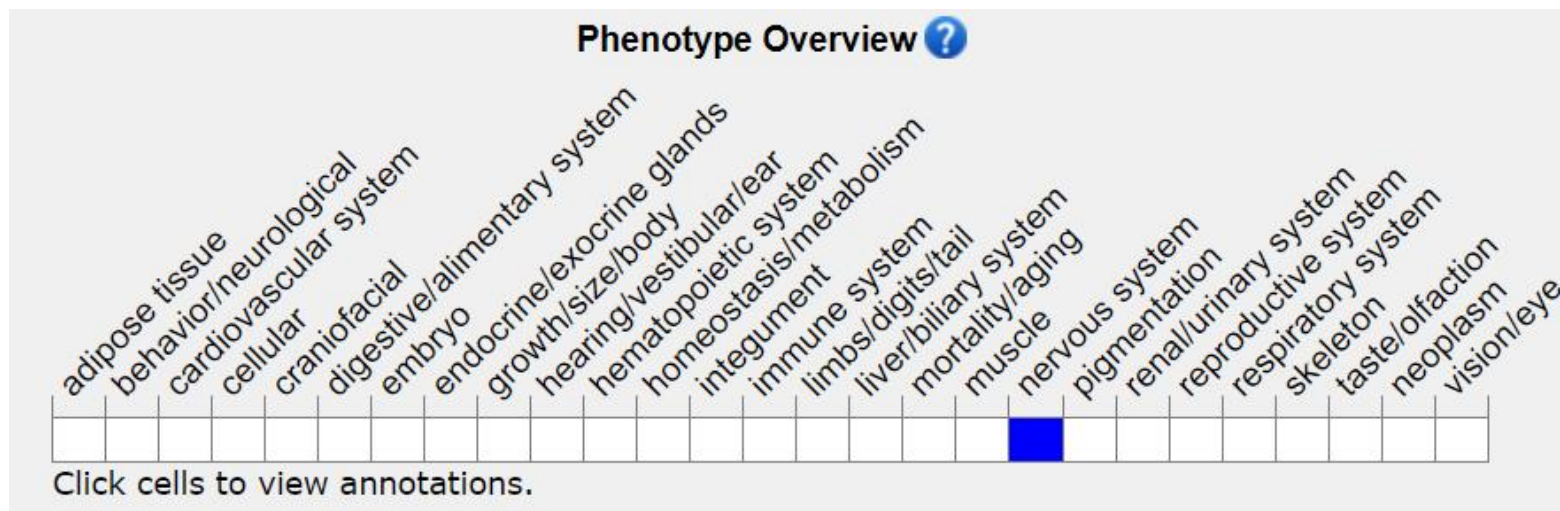 Phenotype Overview ?
adipose tissue
behavior/neurological
cardiovascular system
cellular
craniofacial
digestive/alimentary system
embryo
endocrine/exocrine glands
growth/size/body
hearing/vestibular/ear
hematopoietic system
homeostasis/metabolism
integument
immune system
limbs/digits/tail
liver/biliary system
mortality/aging
muscle
nervous system
pigmentation
renal/urinary system
reproductive system
respiratory system
skeleton
taste/olfaction
neoplasm
vision/eye
Click cells to view annotations.